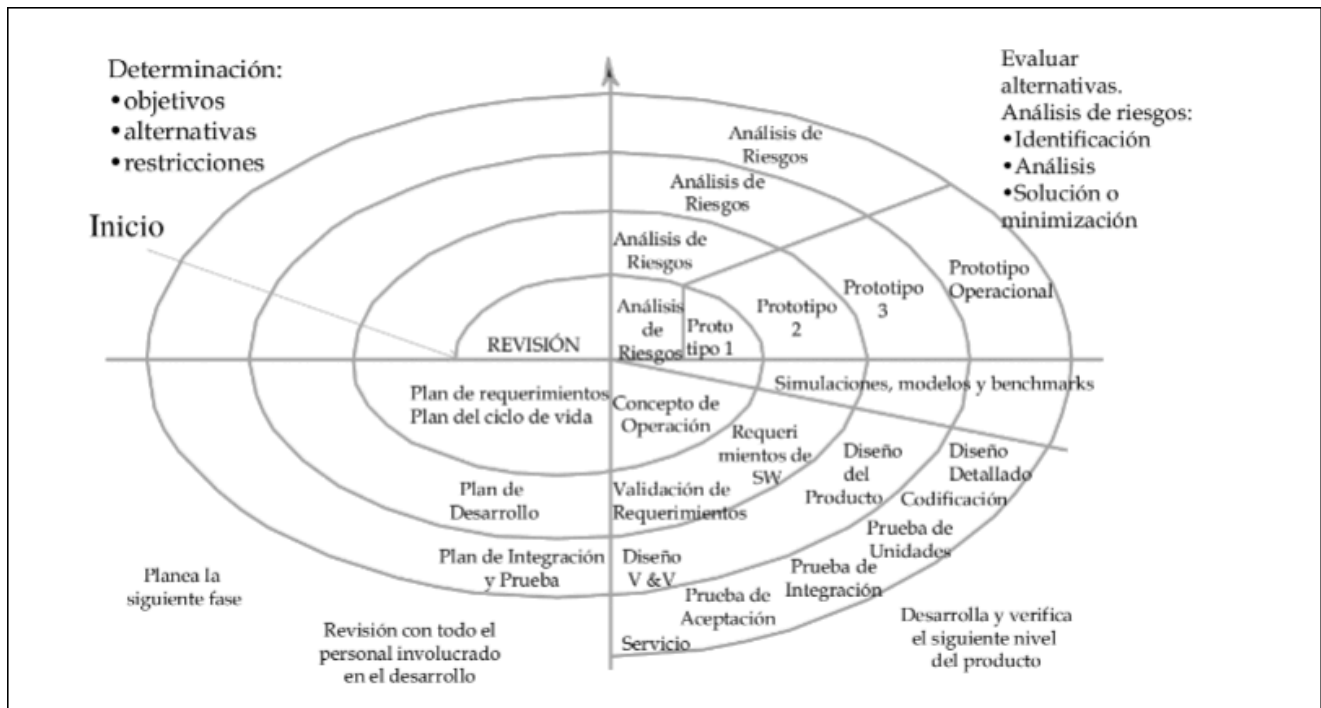 Determinación:
•objetivos
•alternativas
•restricciones
Inicio
Evaluar
alternativas.
Análisis de riesgos:
•Identificación
•Análisis
•Solución o
minimización
Análisis de
Riesgos
Análisis de
Riesgos
Análisis de
Riesgos
Análisis
de
Riesgos
Proto
tipo 1
Prototipo
2
Prototipo
3
Prototipo
Operacional
REVISIÓN
Simulaciones, modelos y benchmarks
Plan de requerimientos
Plan del ciclo de vida
Concepto de
Operación
Requeri
mientos de
SW
Diseño
del
Producto
Diseño
Detallado
Codificación
Plan de
Desarrollo
Validación de
Requerimientos
Prueba de
Unidades
Plan de Integración
y Prueba
Diseño
V &V
Prueba de
Integración
Prueba de
Aceptación
Servicio
Planea la
siguiente fase
Revisión con todo el
personal involucrado
en el desarrollo
Desarrolla y verifica
el siguiente nivel
del producto